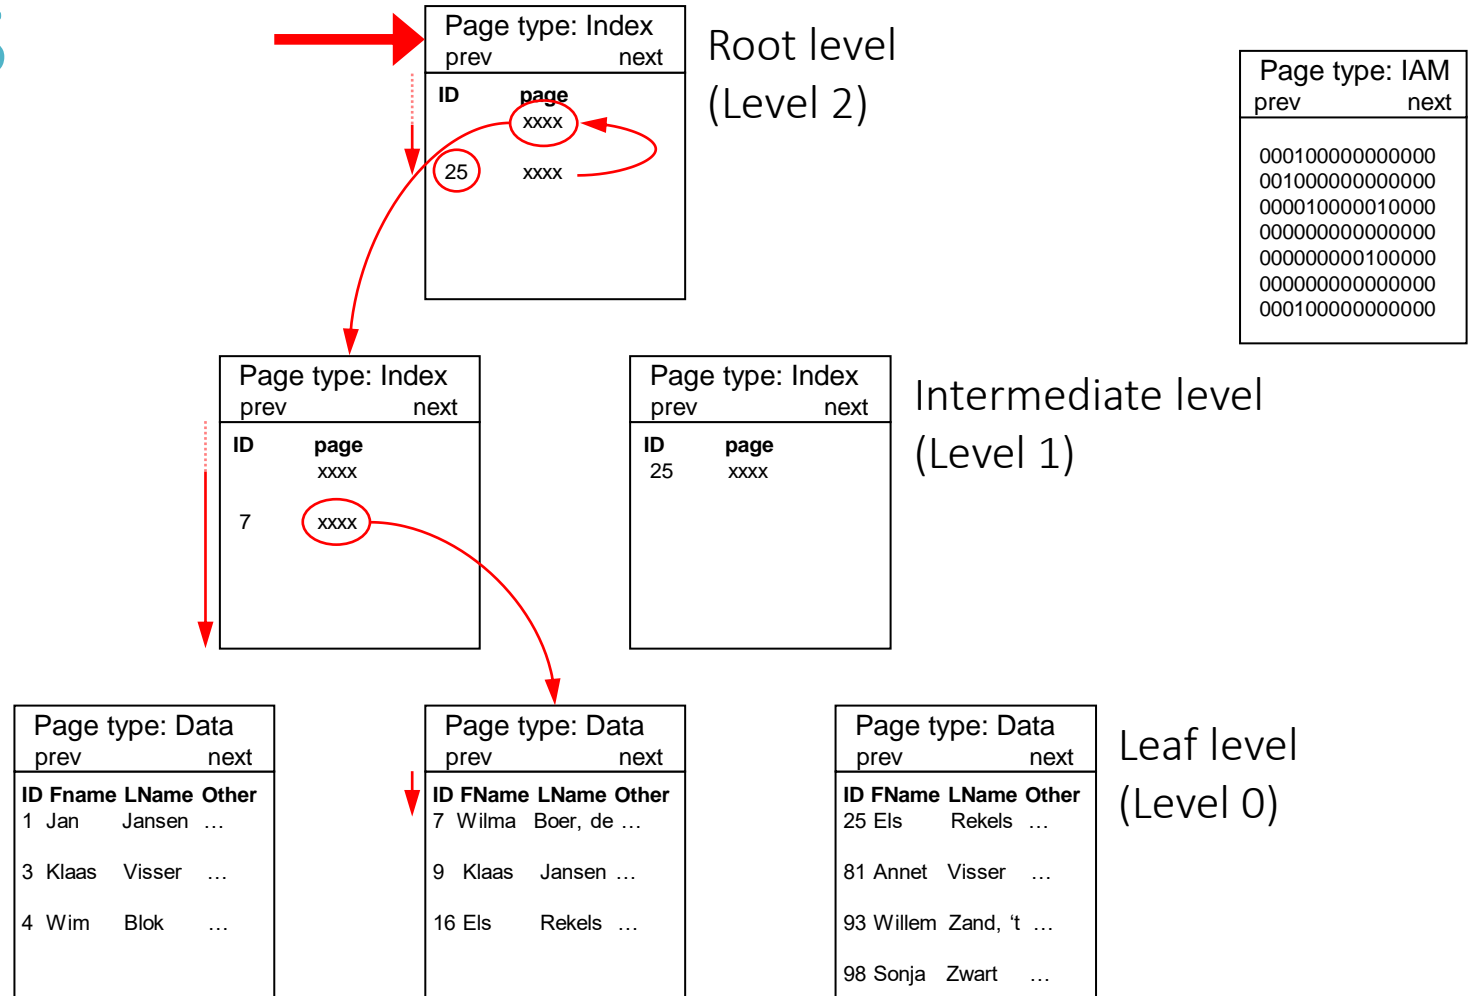 Page type: Index
prev next
ID page
xxxx
25 xxxx
Root level
(Level 2)
Page type: IAM
prev next
000100000000000
001000000000000
000010000010000
000000000000000
000000000100000
000000000000000
000100000000000
Page type: Index
prev next
ID page
xxxx
7 xxxx
Page type: Index
prev next
ID page
25 xxxx
Intermediate level
(Level 1)
Page type: Data
prev next
ID Fname LName Other
1 Jan Jansen …
3 Klaas Visser …
4 Wim Blok …
Page type: Data
prev next
ID FName LName Other
7 Wilma Boer, de …
9 Klaas Jansen …
16 Els Rekels …
Page type: Data
prev next
ID FName LName Other
25 Els Rekels …
81 Annet Visser …
93 Willem Zand, ‘t …
98 Sonja Zwart …
Leaf level
(Level 0)